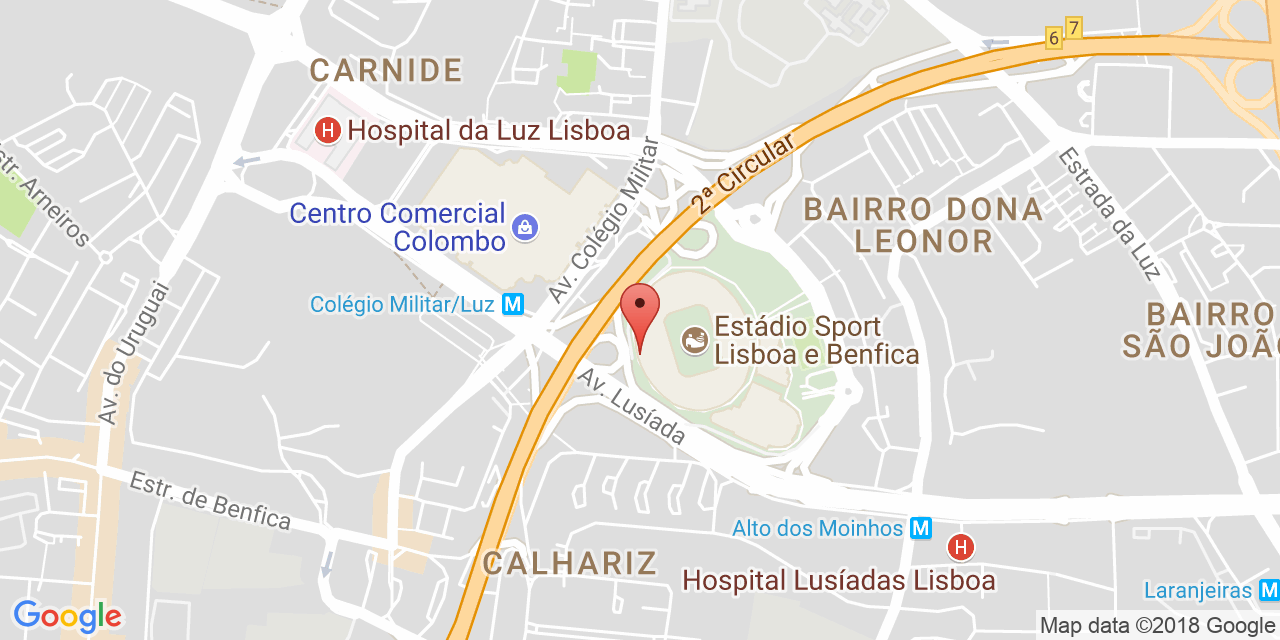 6
7
CARNIDE
H
Hospital da Luz Lisboa
2ª Circular
Av. Colégio Militar
Estrada da Luz
Estr. Arneiros
Centro Comercial
Colombo
BAIRRO DONA
LEONOR
Colégio Militar/Luz M
Av. do Uruguai
Estádio Sport
Lisboa e Benfica
BAIRRO
SÃO JOÃO
Av. Lusíada
Estr. de Benfica
Alto dos Moinhos M
H
CALHARIZ
Hospital Lusíadas Lisboa
Laranjeiras M
Google
Map data ©2018 Google